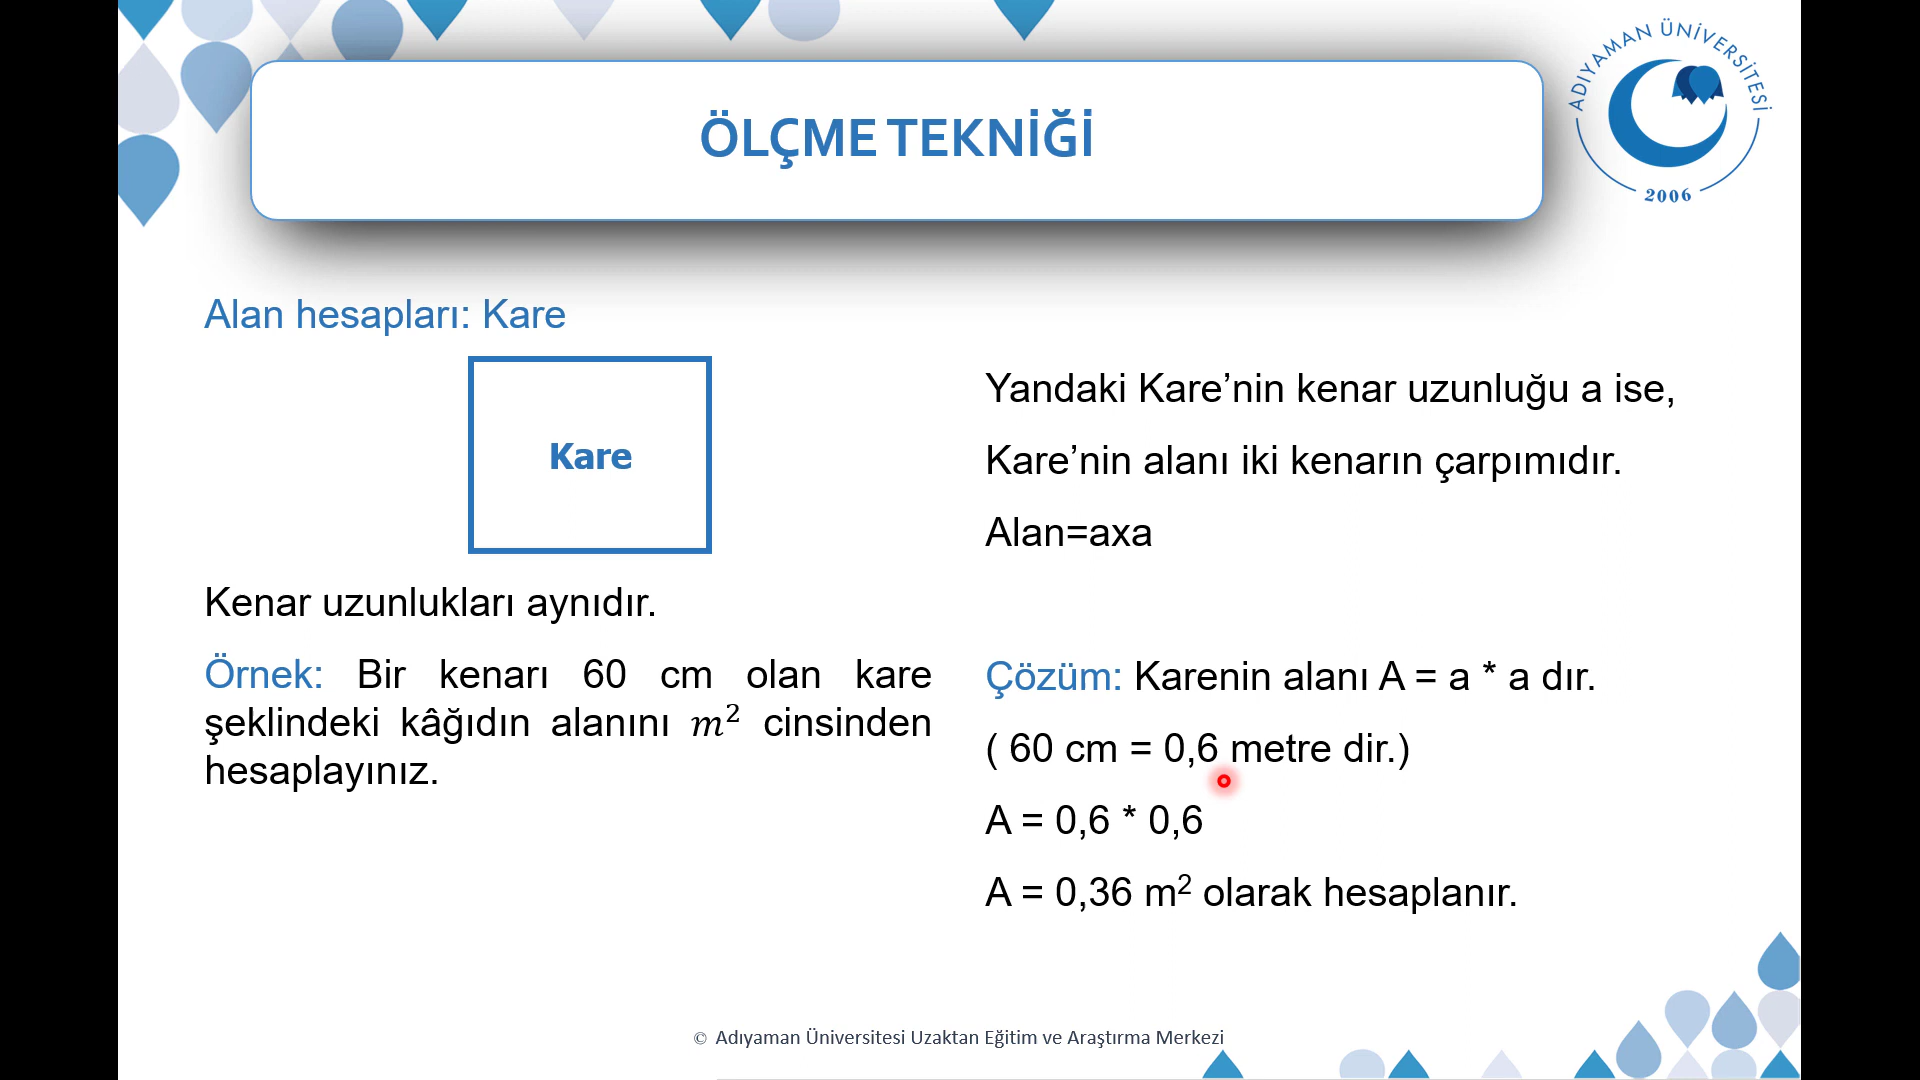 ÖLÇME TEKNİĞİ
ADIYAMAN ÜNİVERSİTESİ
2006
Alan hesapları: Kare
Kare
Kenar uzunlukları aynıdır.
Örnek: Bir kenarı 60 cm olan kare
şeklindeki kâğıdın alanını m² cinsinden
hesaplayınız.
Yandaki Kare’nin kenar uzunluğu a ise,
Kare’nin alanı iki kenarın çarpımıdır.
Alan=axa
Çözüm: Karenin alanı A = a * a dır.
( 60 cm = 0,6 metre dir.)
A = 0,6 * 0,6
A = 0,36 m² olarak hesaplanır.
© Adıyaman Üniversitesi Uzaktan Eğitim ve Araştırma Merkezi